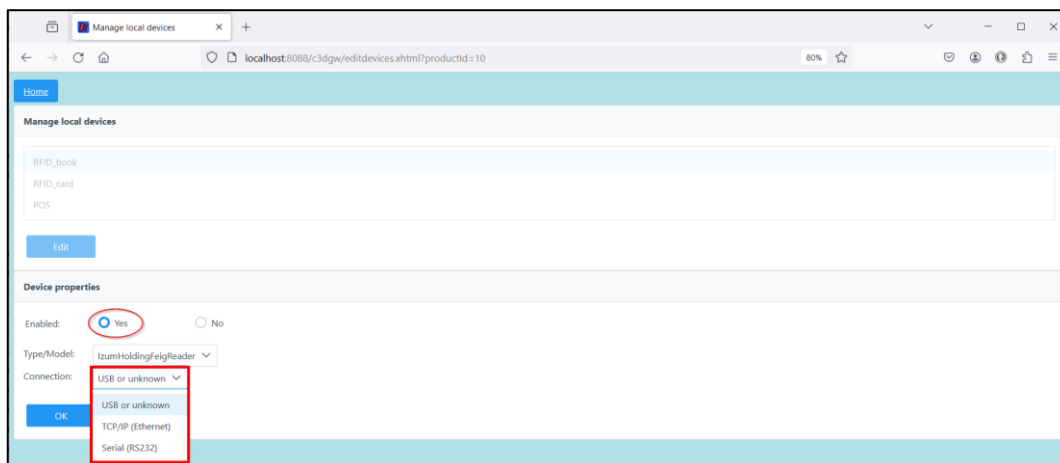 Manage local devices
localhost:8088/c3dgw/editdevices.xhtml?productId=10
80%
Home
Manage local devices
RFID_book
RFID_card
POS
Edit
Device properties
Enabled: Yes No
Type/Model: IzumHoldingFeigReader
Connection: USB or unknown
USB or unknown
OK
TCP/IP (Ethernet)
Serial (RS232)